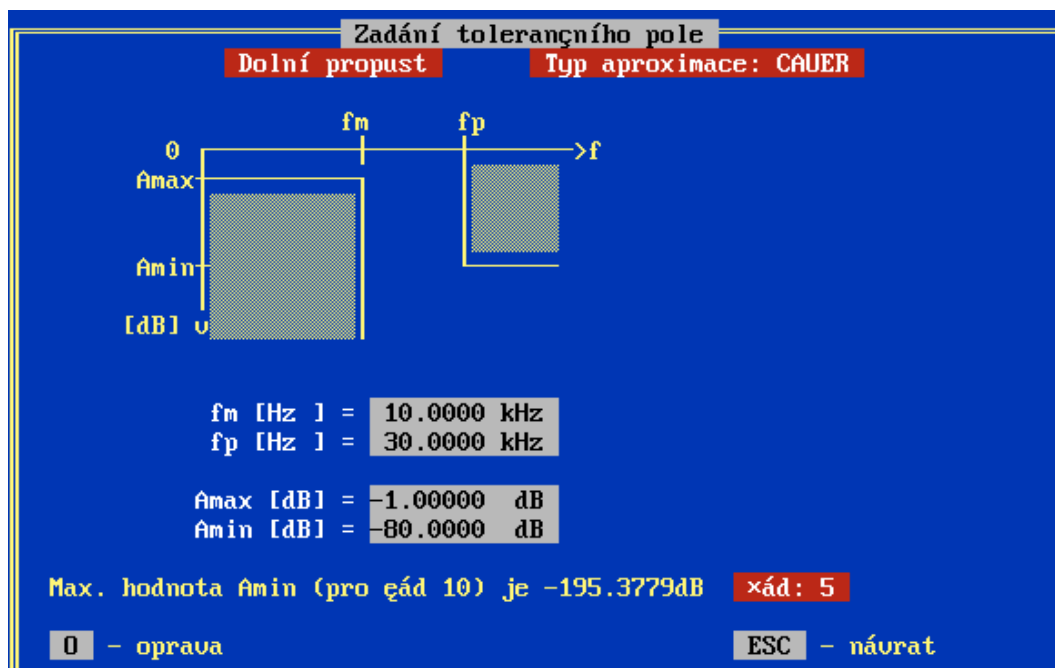 Zadání tolerançního pole
Dolní propust Typ aproximace: CAUER
fm fp
0 >f
Amax
Amin
[dB] v
fm [Hz ] = 10.0000 kHz
fp [Hz ] = 30.0000 kHz
Amax [dB] = -1.00000 dB
Amin [dB] = -80.0000 dB
Max. hodnota Amin (pro ęád 10) je -195.3779dB ×ád: 5
O - oprava ESC - návrat